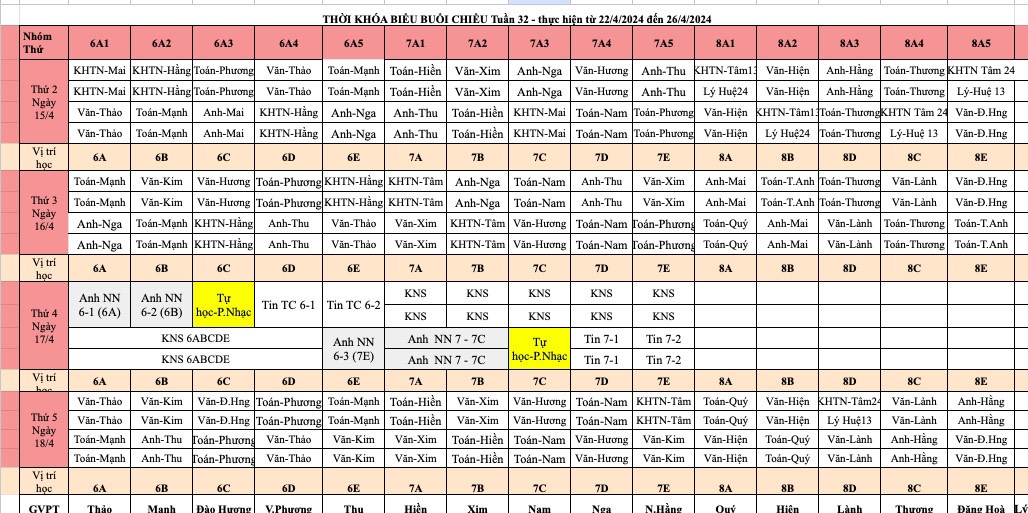 THỜI KHÓA BIỂU BUỔI CHIỀU Tuần 32 - thực hiện từ 22/4/2024 đến 26/4/2024
Nhóm Thứ 6A1 6A2 6A3 6A4 6A5 7A1 7A2 7A3 7A4 7A5 8A1 8A2 8A3 8A4 8A5
Thứ 2 Ngày 15/4
KHTN-Mai KHTN-Hằng Toán-Phương Văn-Thảo Toán-Mạnh Toán-Hiền Văn-Xim Anh-Nga Văn-Hương Anh-Thu KHTN-Tâm13 Văn-Hiện Anh-Hằng Toán-Thương KHTN Tâm 24
KHTN-Mai KHTN-Hằng Toán-Phương Văn-Thảo Toán-Mạnh Toán-Hiền Văn-Xim Anh-Nga Văn-Hương Anh-Thu Lý Huệ24 Văn-Hiện Anh-Hằng Toán-Thương Lý-Huệ 13
Văn-Thảo Toán-Mạnh Anh-Mai KHTN-Hằng Anh-Nga Anh-Thu Toán-Hiền KHTN-Mai Toán-Nam Toán-Phương Văn-Hiện KHTN-Tâm13 Toán-Thương KHTN Tâm 24 Văn-Đ.Hng
Văn-Thảo Toán-Mạnh Anh-Mai KHTN-Hằng Anh-Nga Anh-Thu Toán-Hiền KHTN-Mai Toán-Nam Toán-Phương Văn-Hiện Lý Huệ24 Toán-Thương Lý-Huệ 13 Văn-Đ.Hng
Vị trí học 6A 6B 6C 6D 6E 7A 7B 7C 7D 7E 8A 8B 8D 8C 8E
Thứ 3 Ngày 16/4
Toán-Mạnh Văn-Kim Văn-Hương Toán-Phương KHTN-Hằng KHTN-Tâm Anh-Nga Toán-Nam Anh-Thu Văn-Xim Anh-Mai Toán-T.Anh Toán-Thương Văn-Lành Văn-Đ.Hng
Toán-Mạnh Văn-Kim Văn-Hương Toán-Phương KHTN-Hằng KHTN-Tâm Anh-Nga Toán-Nam Anh-Thu Văn-Xim Anh-Mai Toán-T.Anh Toán-Thương Văn-Lành Văn-Đ.Hng
Anh-Nga Toán-Mạnh KHTN-Hằng Anh-Thu Văn-Thảo Văn-Xim KHTN-Tâm Văn-Hương Toán-Nam Toán-Phương Toán-Quý Anh-Mai Văn-Lành Toán-Thương Toán-T.Anh
Anh-Nga Toán-Mạnh KHTN-Hằng Anh-Thu Văn-Thảo Văn-Xim KHTN-Tâm Văn-Hương Toán-Nam Toán-Phương Toán-Quý Anh-Mai Văn-Lành Toán-Thương Toán-T.Anh
Vị trí học 6A 6B 6C 6D 6E 7A 7B 7C 7D 7E 8A 8B 8D 8C 8E
Thứ 4 Ngày 17/4
Anh NN 6-1 (6A) Anh NN 6-2 (6B) Tự học-P.Nhạc Tin TC 6-1 Tin TC 6-2 KNS KNS KNS KNS KNS
KNS KNS KNS KNS KNS
KNS 6ABCDE Anh NN 6-3 (7E) Anh NN 7 - 7C Tự học-P.Nhạc Tin 7-1 Tin 7-2
KNS 6ABCDE Anh NN 7 - 7C Tin 7-1 Tin 7-2
Vị trí học 6A 6B 6C 6D 6E 7A 7B 7C 7D 7E 8A 8B 8D 8C 8E
Thứ 5 Ngày 18/4
Văn-Thảo Văn-Kim Văn-Đ.Hng Toán-Phương Toán-Mạnh Toán-Hiền Văn-Xim Văn-Hương Toán-Nam KHTN-Tâm Toán-Quý Văn-Hiện KHTN-Tâm24 Văn-Lành Anh-Hằng
Văn-Thảo Văn-Kim Văn-Đ.Hng Toán-Phương Toán-Mạnh Toán-Hiền Văn-Xim Văn-Hương Toán-Nam KHTN-Tâm Toán-Quý Văn-Hiện Lý Huệ13 Văn-Lành Anh-Hằng
Toán-Mạnh Anh-Thu Toán-Phương Văn-Thảo Văn-Kim Văn-Xim Toán-Hiền Toán-Nam Văn-Hương Văn-Kim Văn-Hiện Toán-Quý Văn-Lành Anh-Hằng Văn-Đ.Hng
Toán-Mạnh Anh-Thu Toán-Phương Văn-Thảo Văn-Kim Văn-Xim Toán-Hiền Toán-Nam Văn-Hương Văn-Kim Văn-Hiện Toán-Quý Văn-Lành Anh-Hằng Văn-Đ.Hng
Vị trí học 6A 6B 6C 6D 6E 7A 7B 7C 7D 7E 8A 8B 8D 8C 8E
GVPT Thảo Mạnh Đào Hương V.Phương Thu Hiền Xim Nam Nga N.Hằng Quý Hiện Lành Thương Đăng Hoà Lý